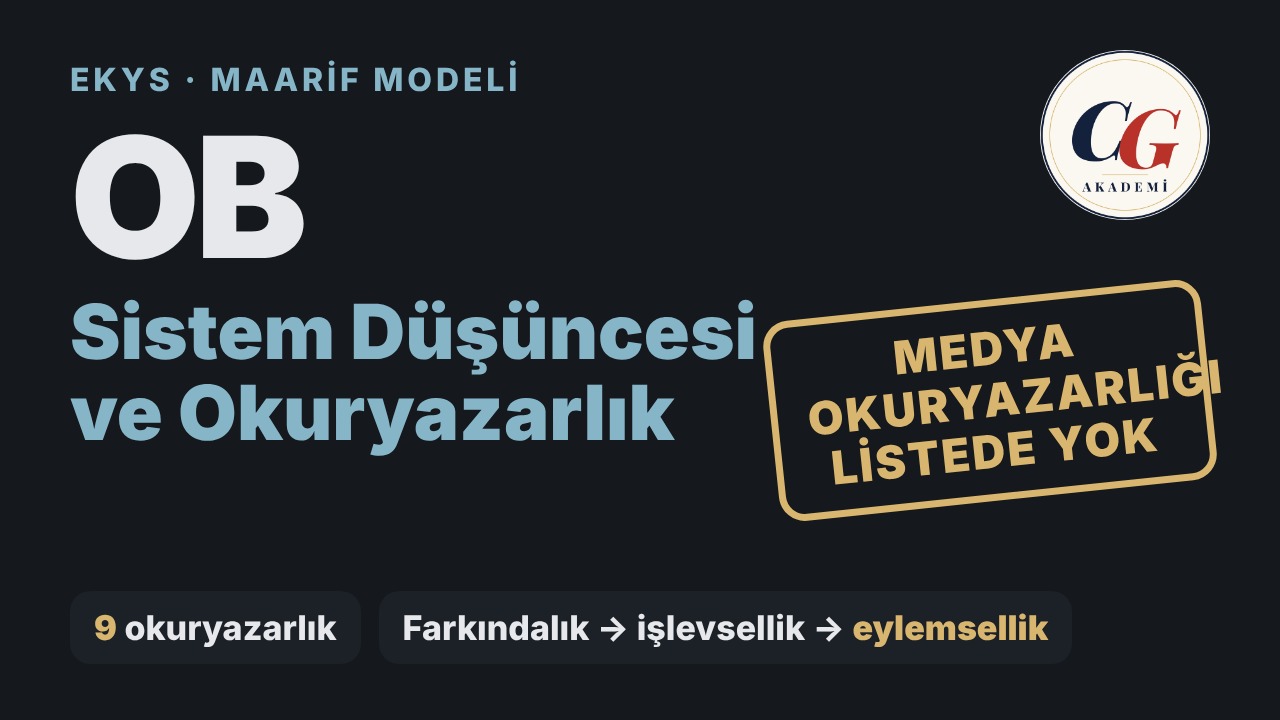 EKYS · MAARİF MODELİ
OB
CG
AKADEMİ
Sistem Düşüncesi
ve Okuryazarlık
MEDYA
OKURYAZARLIĞI
LİSTEDE YOK
9 okuryazarlık
Farkındalık → işlevsellik → eylemsellik